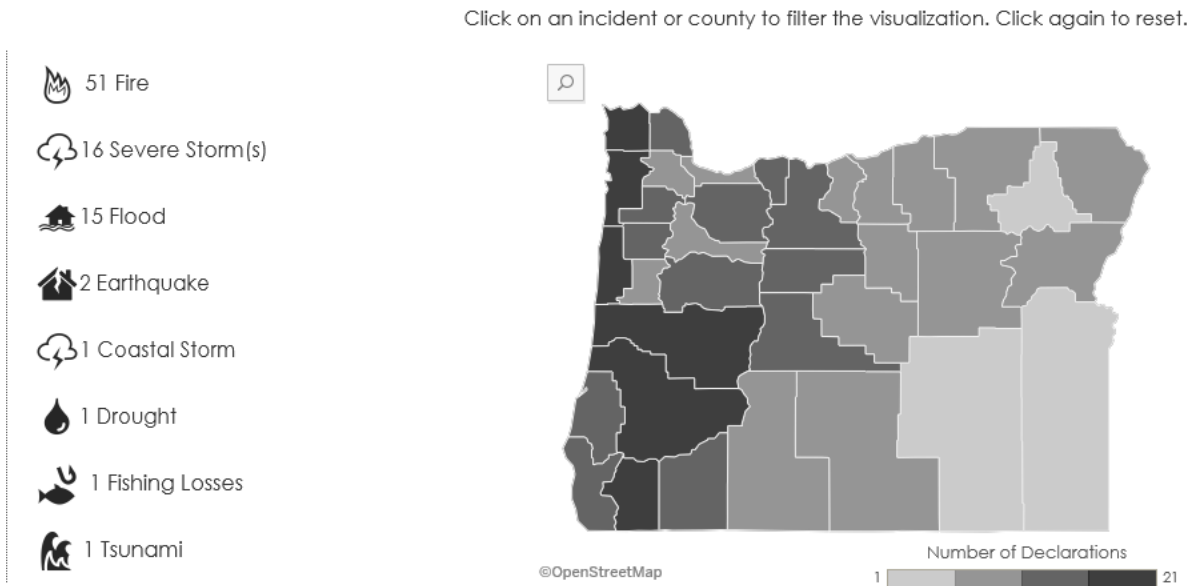 Click on an incident or county to filter the visualization. Click again to reset.
51 Fire
16 Severe Storm(s)
15 Flood
2 Earthquake
1 Coastal Storm
1 Drought
1 Fishing Losses
1 Tsunami
©OpenStreetMap
Number of Declarations
1 21